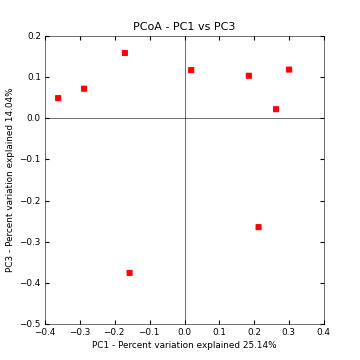 PCoA - PC1 vs PC3
0.2
0.1
0.0
−0.1
−0.2
−0.3
−0.4
−0.5
PC3 - Percent variation explained 14.04%
−0.4 −0.3 −0.2 −0.1 0.0 0.1 0.2 0.3 0.4
PC1 - Percent variation explained 25.14%